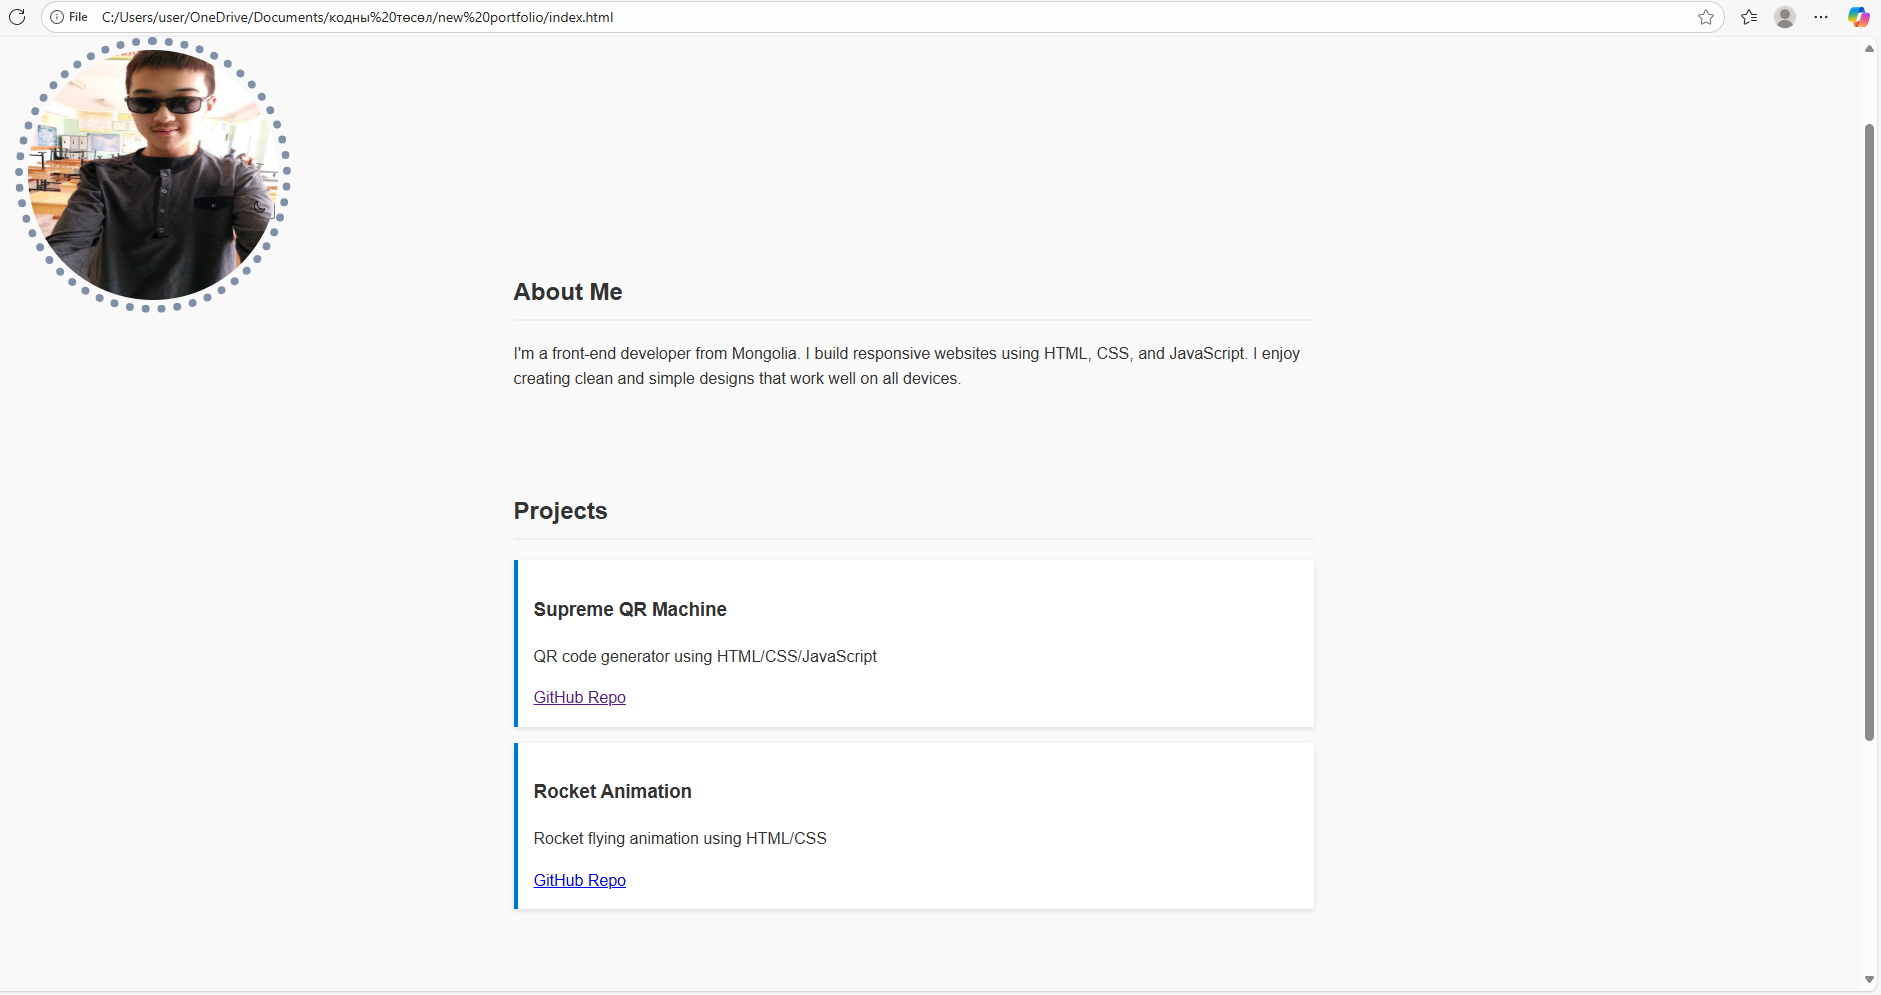 File C:/Users/user/OneDrive/Documents/кодны%20төсөл/new%20portfolio/index.html
About Me
I'm a front-end developer from Mongolia. I build responsive websites using HTML, CSS, and JavaScript. I enjoy
creating clean and simple designs that work well on all devices.
Projects
Supreme QR Machine
QR code generator using HTML/CSS/JavaScript
GitHub Repo
Rocket Animation
Rocket flying animation using HTML/CSS
GitHub Repo